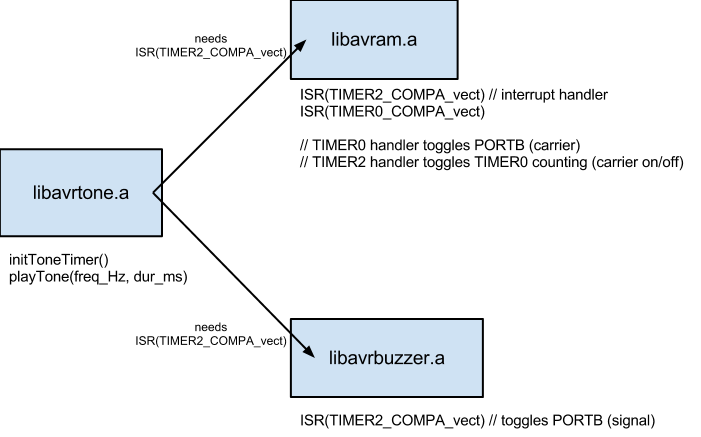 needs
ISR(TIMER2_COMPA_vect)
libavram.a
ISR(TIMER2_COMPA_vect) // interrupt handler
ISR(TIMER0_COMPA_vect)
// TIMER0 handler toggles PORTB (carrier)
// TIMER2 handler toggles TIMER0 counting (carrier on/off)
libavrtone.a
initToneTimer()
playTone(freq_Hz, dur_ms)
needs
ISR(TIMER2_COMPA_vect)
libavrbuzzer.a
ISR(TIMER2_COMPA_vect) // toggles PORTB (signal)